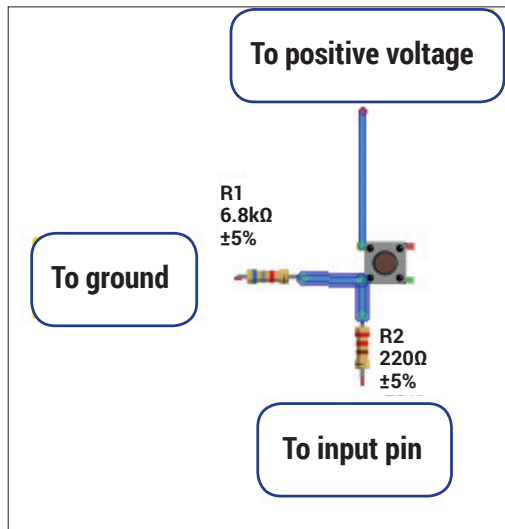 To positive voltage
R1
6.8kΩ
±5%
To ground
R2
220Ω
±5%
To input pin